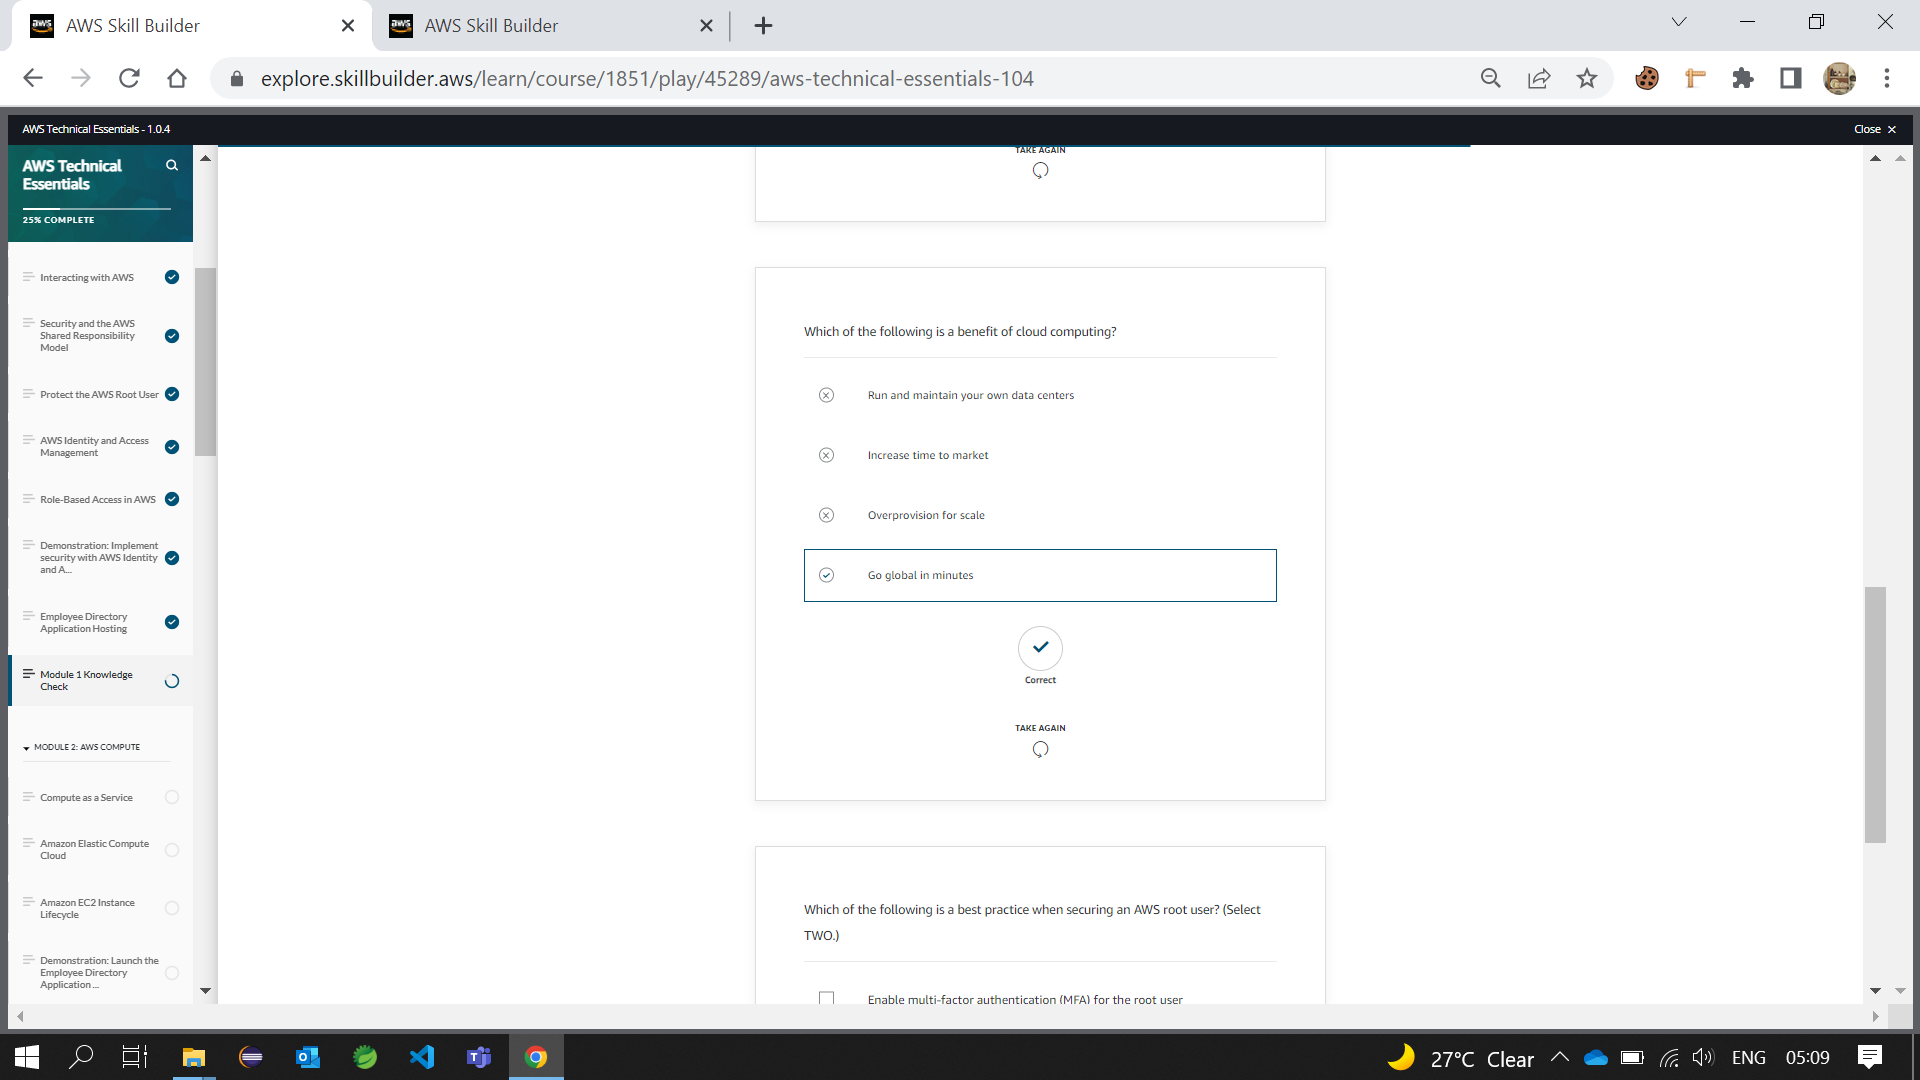 AWS Skill Builder
AWS Skill Builder
explore.skillbuilder.aws/learn/course/1851/play/45289/aws-technical-essentials-104
AWS Technical Essentials - 1.0.4
Close
AWS Technical
Essentials
25% COMPLETE
Interacting with AWS
Security and the AWS
Shared Responsibility
Model
Protect the AWS Root User
AWS Identity and Access
Management
Role-Based Access in AWS
Demonstration: Implement
security with AWS Identity
and A...
Employee Directory
Application Hosting
Module 1 Knowledge
Check
MODULE 2: AWS COMPUTE
Compute as a Service
Amazon Elastic Compute
Cloud
Amazon EC2 Instance
Lifecycle
Demonstration: Launch the
Employee Directory
Application ...
TAKE AGAIN
Which of the following is a benefit of cloud computing?
Run and maintain your own data centers
Increase time to market
Overprovision for scale
Go global in minutes
Correct
TAKE AGAIN
Which of the following is a best practice when securing an AWS root user? (Select
TWO.)
Enable multi-factor authentication (MFA) for the root user
27°C Clear
ENG
05:09